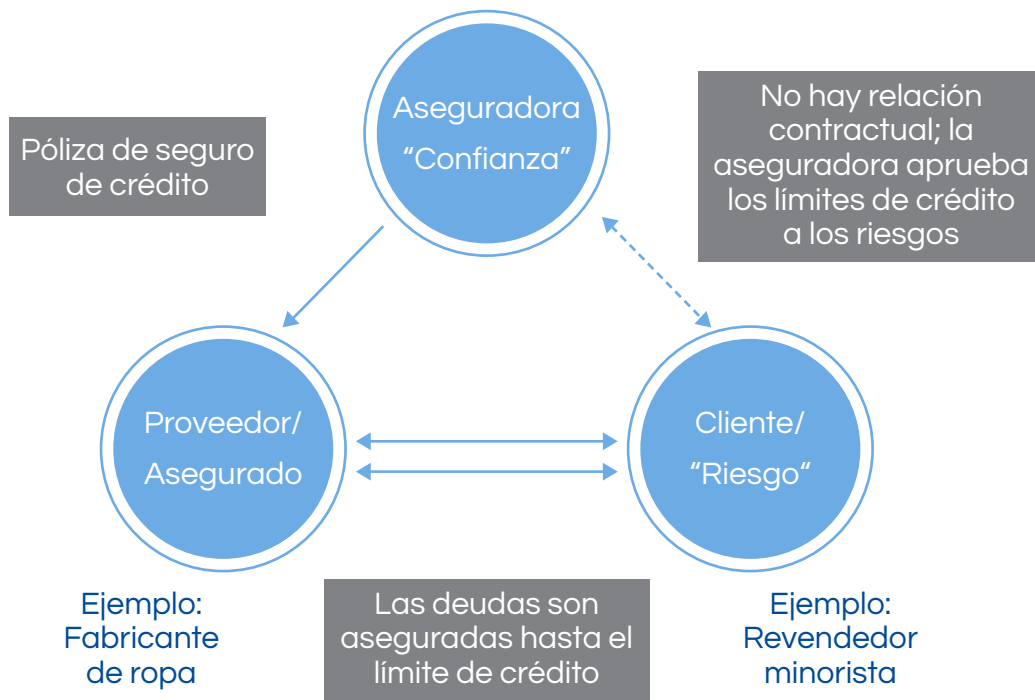 Aseguradora
“Confianza”
Póliza de seguro
de crédito
No hay relación
contractual; la
aseguradora aprueba
los límites de crédito
a los riesgos
Proveedor/
Asegurado
Cliente/
“Riesgo“
Ejemplo:
Fabricante
de ropa
Las deudas son
aseguradas hasta el
límite de crédito
Ejemplo:
Revendedor
minorista